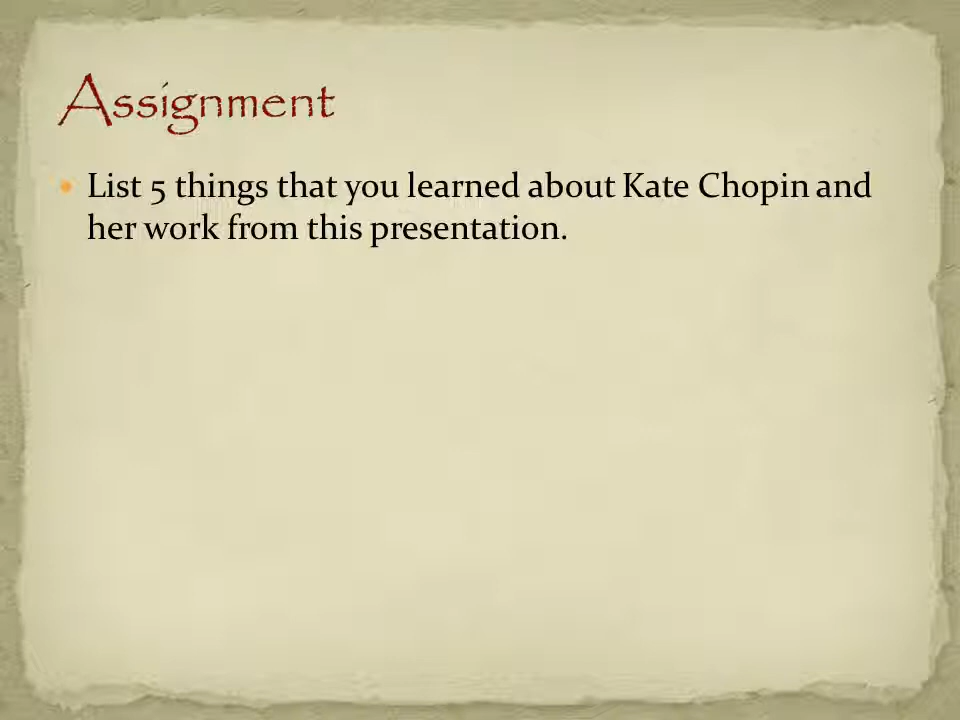 Assignment
List 5 things that you learned about Kate Chopin and
her work from this presentation.